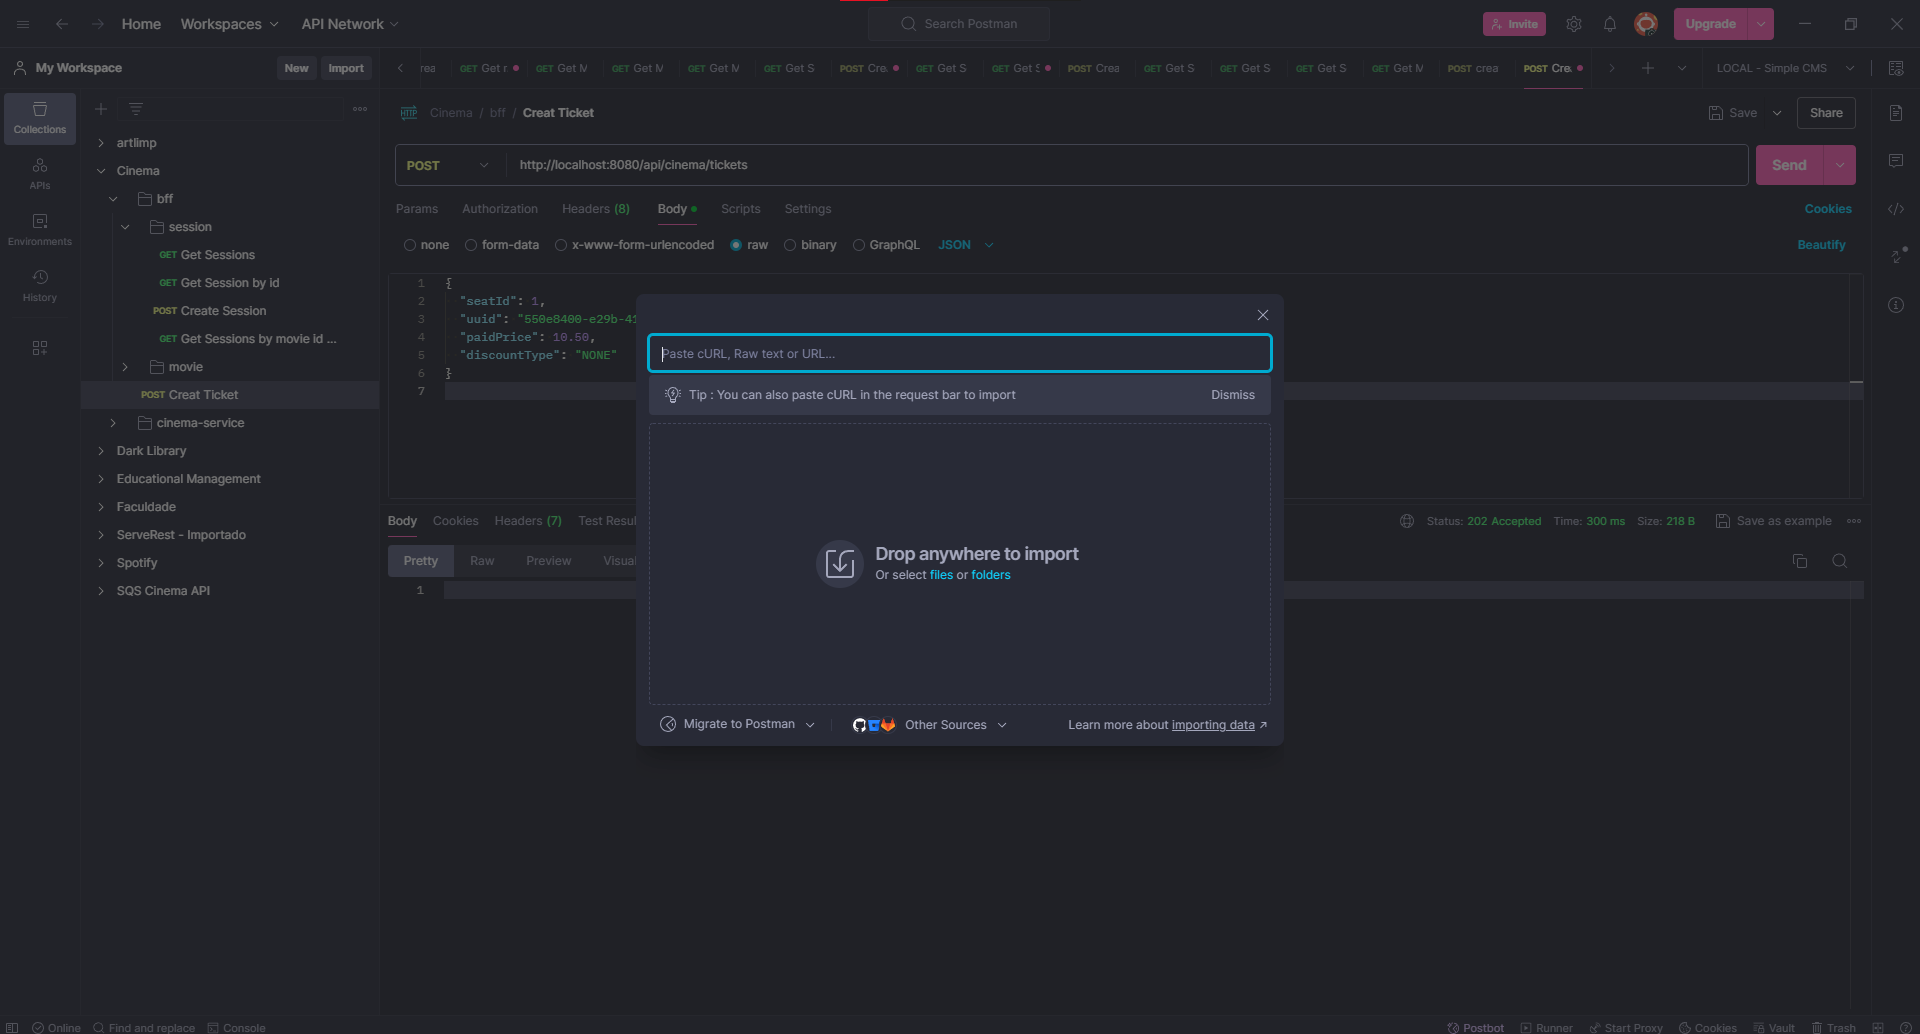 Home Workspaces API Network Search Postman Invite Upgrade
My Workspace New Import rea GET Get r GET Get M GET Get M GET Get M GET Get S POST Cre GET Get S GET Get S POST Crea GET Get S GET Get S GET Get S GET Get M POST crea POST Cre LOCAL - Simple CMS
HTTP Cinema / bff / Creat Ticket Save Share
Collections
APIs
Environments
History
artlimp
Cinema
bff
session
GET Get Sessions
GET Get Session by id
POST Create Session
GET Get Sessions by movie id ...
movie
POST Creat Ticket
cinema-service
Dark Library
Educational Management
Faculdade
ServeRest - Importado
Spotify
SQS Cinema API
POST http://localhost:8080/api/cinema/tickets Send
Params Authorization Headers (8) Body Scripts Settings Cookies
none form-data x-www-form-urlencoded raw binary GraphQL JSON Beautify
1 {
2 "seatId": 1,
3 "uuid": "550e8400-e29b-41
4 "paidPrice": 10.50,
5 "discountType": "NONE"
6 }
7
Paste cURL, Raw text or URL...
Tip : You can also paste cURL in the request bar to import Dismiss
Drop anywhere to import
Or select files or folders
Migrate to Postman Other Sources Learn more about importing data
Body Cookies Headers (7) Test Resul Status: 202 Accepted Time: 300 ms Size: 218 B Save as example
Pretty Raw Preview Visual
1
Online Find and replace Console Postbot Runner Start Proxy Cookies Vault Trash